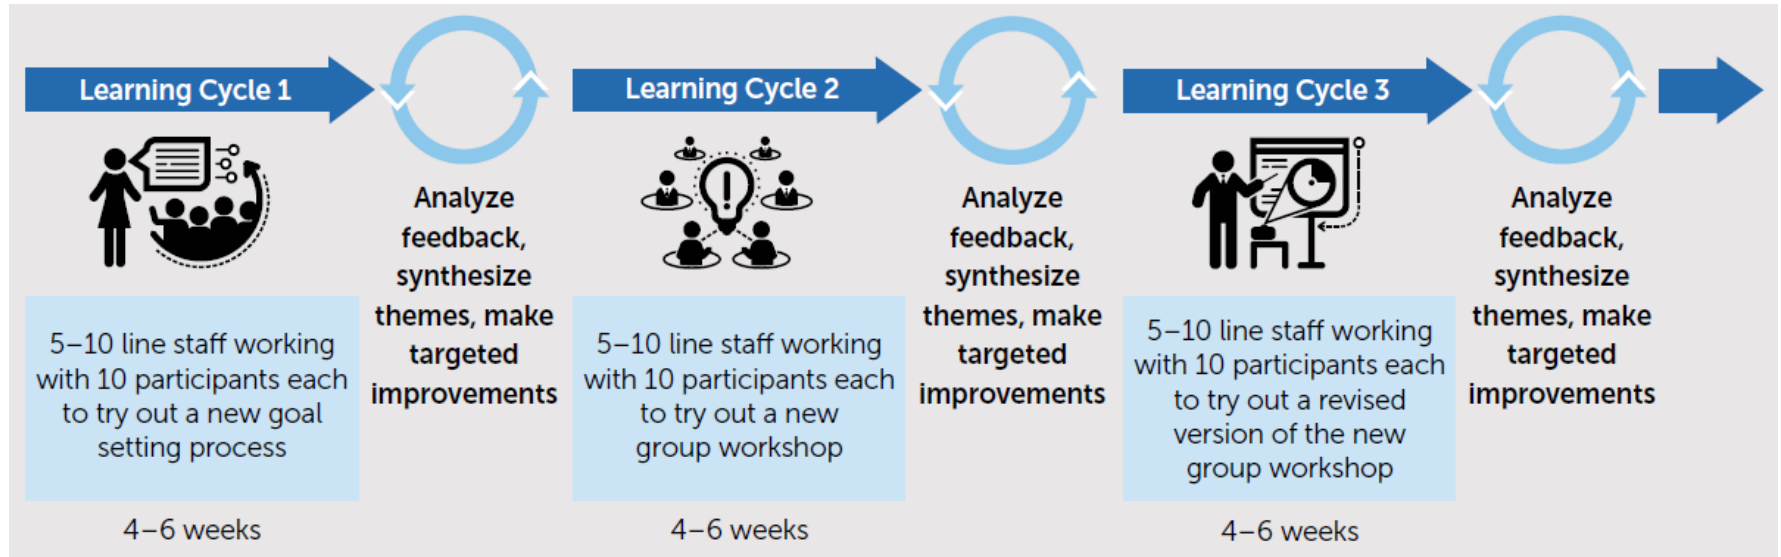 Learning Cycle 1
Analyze
feedback,
synthesize
themes, make
targeted
improvements
5–10 line staff working
with 10 participants each
to try out a new goal
setting process
4–6 weeks
Learning Cycle 2
Analyze
feedback,
synthesize
themes, make
targeted
improvements
5–10 line staff working
with 10 participants each
to try out a new
group workshop
4–6 weeks
Learning Cycle 3
Analyze
feedback,
synthesize
themes, make
targeted
improvements
5–10 line staff working
with 10 participants each
to try out a revised
version of the new
group workshop
4–6 weeks